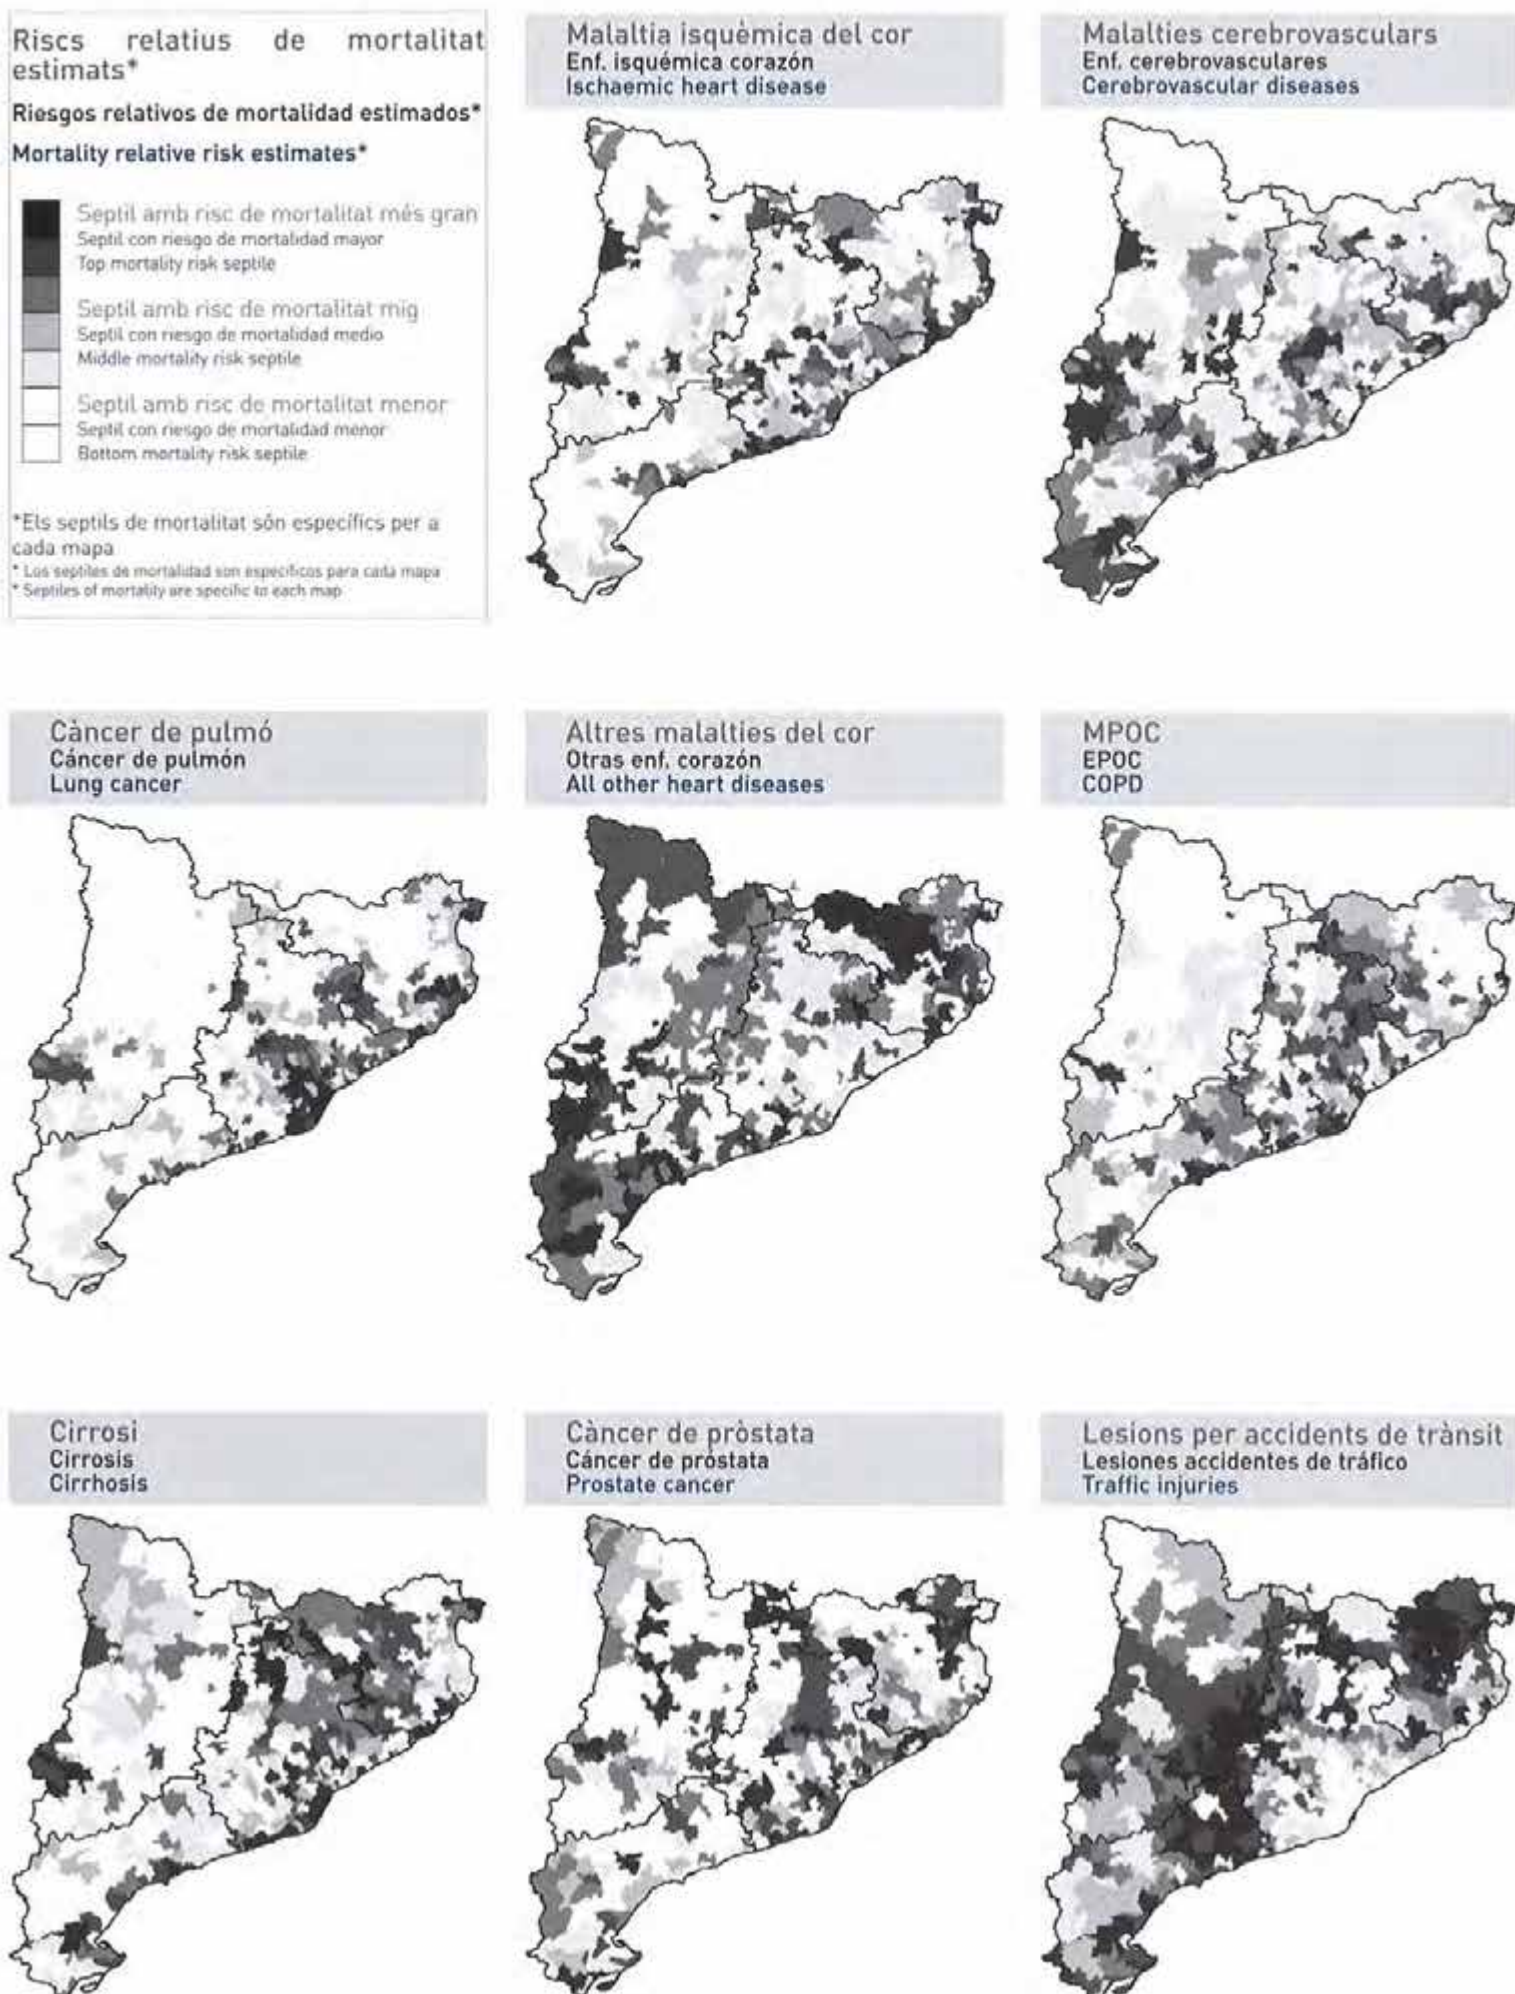 Riscs relatius de mortalitat
estimats*
Riesgos relativos de mortalidad estimados*
Mortality relative risk estimates*
Septil amb risc de mortalitat més gran
Septil con riesgo de mortalidad mayor
Top mortality risk septile
Septil amb risc de mortalitat mig
Septil con riesgo de mortalidad medio
Middle mortality risk septile
Septil amb risc de mortalitat menor
Septil con riesgo de mortalidad menor
Bottom mortality risk septile
*Els septils de mortalitat són específics per a
cada mapa
* Los septiles de mortalidad son específicos para cada mapa
* Septiles of mortality are specific to each map
Malaltia isquèmica del cor
Enf. isquémica corazón
Ischaemic heart disease
Malalties cerebrovasculars
Enf. cerebrovasculares
Cerebrovascular diseases
Càncer de pulmó
Cáncer de pulmón
Lung cancer
Altres malalties del cor
Otras enf. corazón
All other heart diseases
MPOC
EPOC
COPD
Cirrosi
Cirrosis
Cirrhosis
Càncer de pròstata
Cáncer de próstata
Prostate cancer
Lesions per accidents de trànsit
Lesiones accidentes de tráfico
Traffic injuries